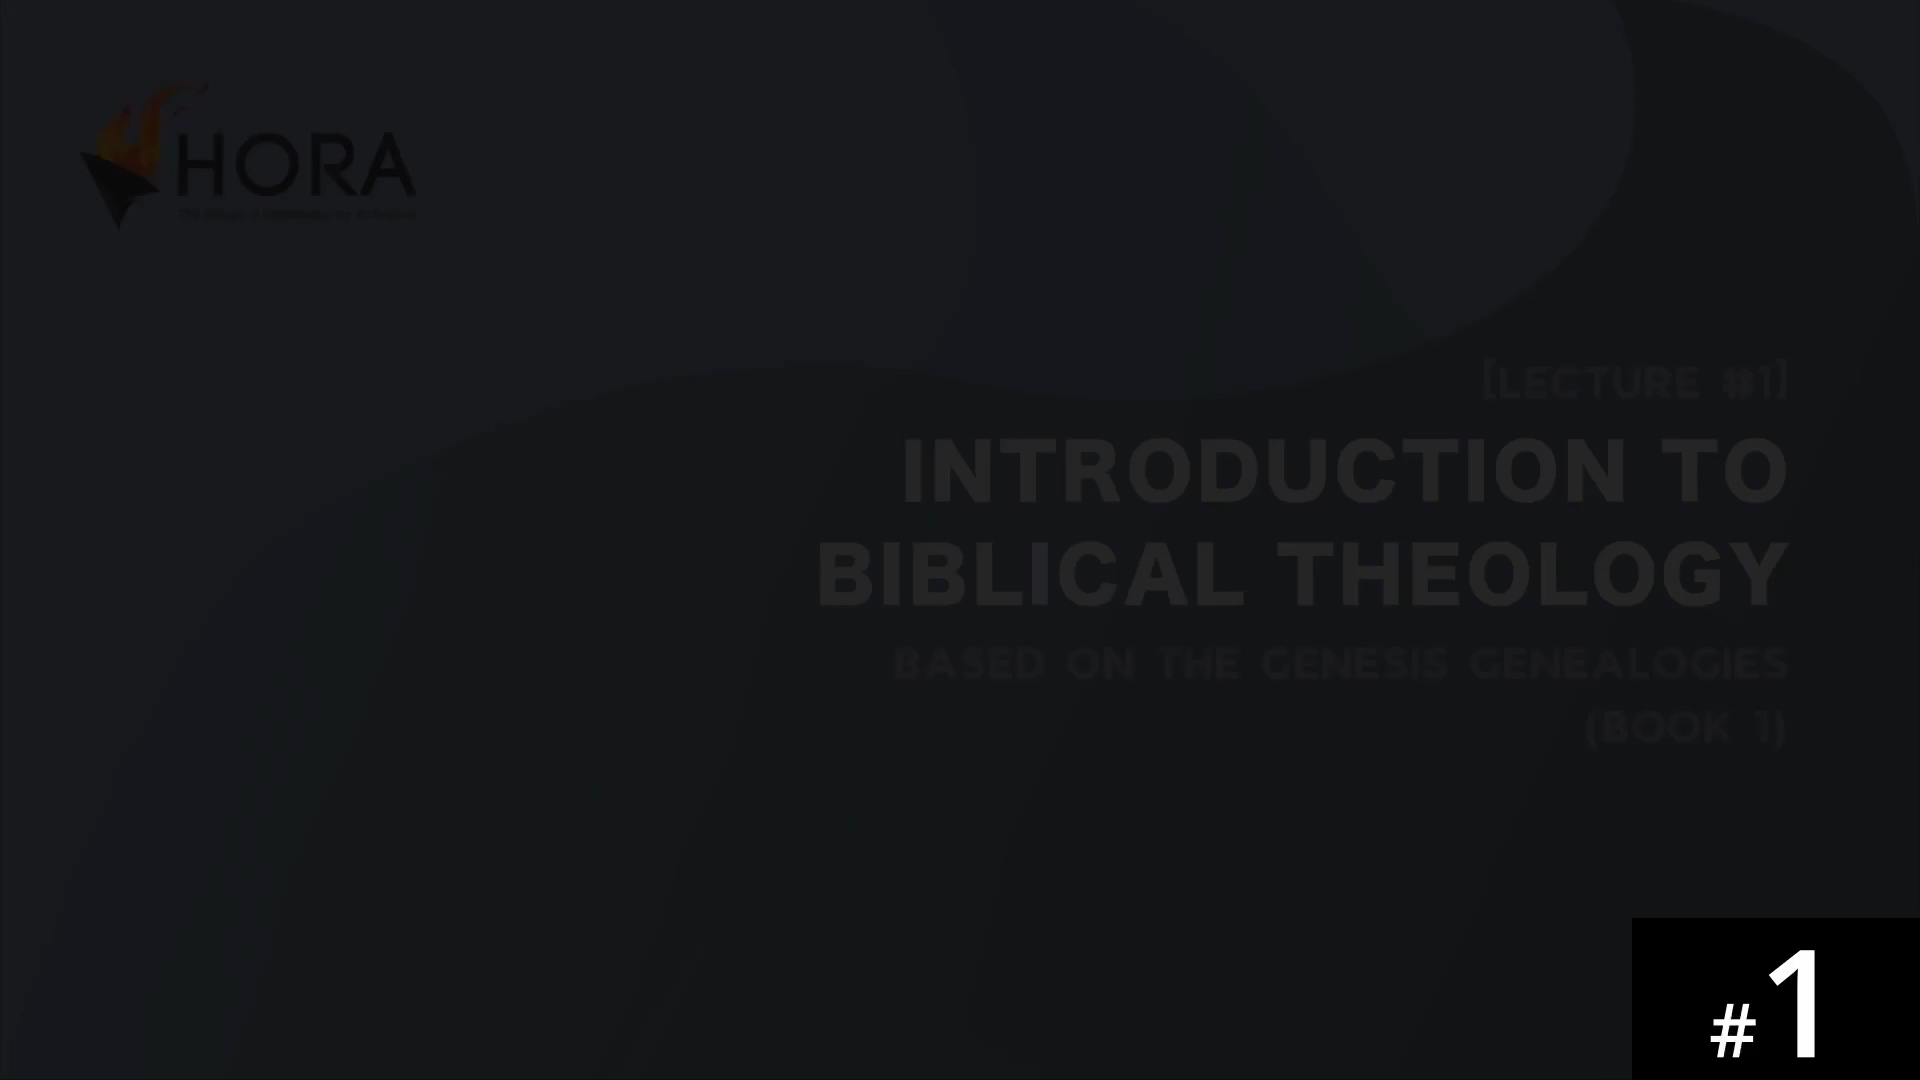 HORA
[LECTURE #1]
INTRODUCTION TO
BIBLICAL THEOLOGY
BASED ON THE GENESIS GENEALOGIES
(BOOK 1)
#1